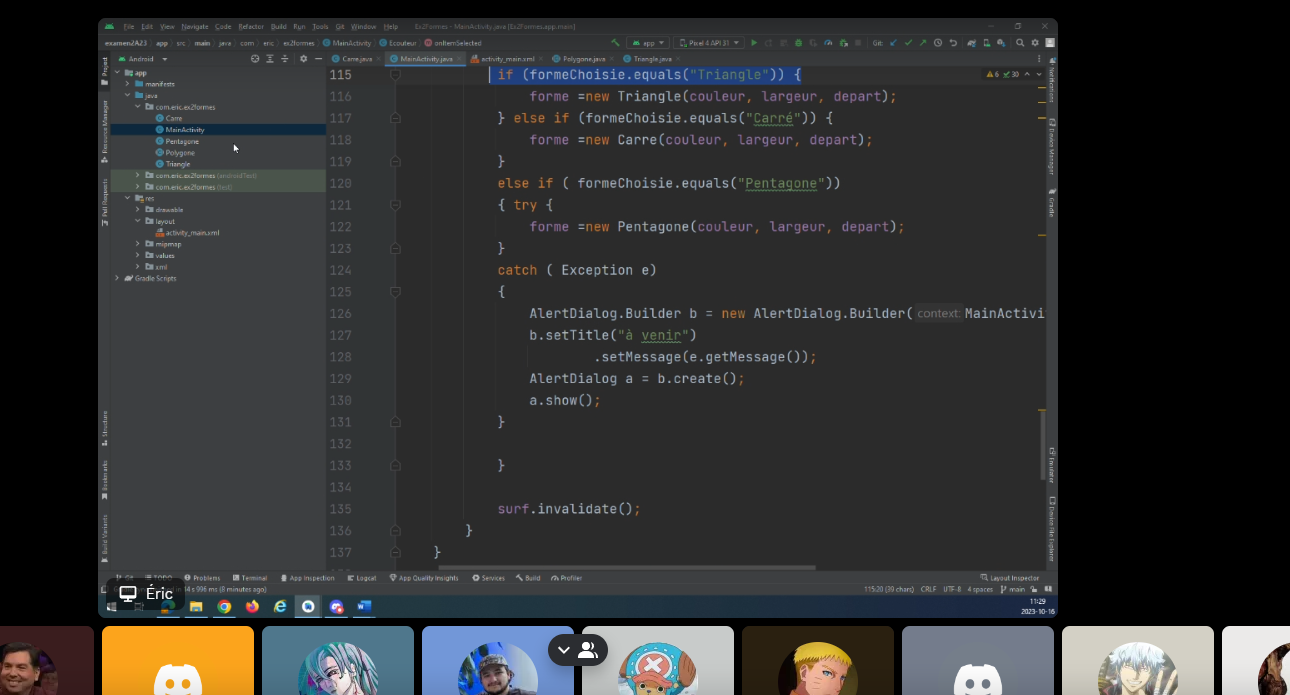 File Edit View Navigate Code Refactor Build Run Tools Git Window Help Ex2Formes - MainActivity.java [Ex2Formes.app.main]
examen2A23 app src main java com eric ex2formes MainActivity Ecouteur onItemSelected
app Pixel 4 API 31 Git:
Android
Carre.java MainActivity.java activity_main.xml Polygone.java Triangle.java
app
manifests
java
com.eric.ex2formes
Carre
MainActivity
Pentagone
Polygone
Triangle
com.eric.ex2formes (androidTest)
com.eric.ex2formes (test)
res
drawable
layout
activity_main.xml
mipmap
values
xml
Gradle Scripts
Project
Resource Manager
Pull Requests
Structure
Bookmarks
Build Variants
6 30
115 if (formeChoisie.equals("Triangle")) {
116 forme =new Triangle(couleur, largeur, depart);
117 } else if (formeChoisie.equals("Carré")) {
118 forme =new Carre(couleur, largeur, depart);
119 }
120 else if ( formeChoisie.equals("Pentagone"))
121 { try {
122 forme =new Pentagone(couleur, largeur, depart);
123 }
124 catch ( Exception e)
125 {
126 AlertDialog.Builder b = new AlertDialog.Builder( context: MainActivi
127 b.setTitle("à venir")
128 .setMessage(e.getMessage());
129 AlertDialog a = b.create();
130 a.show();
131 }
132
133 }
134
135 surf.invalidate();
136 }
137 }
Notifications
Device Manager
Gradle
Emulator
Device File Explorer
Git TODO Problems Terminal App Inspection Logcat App Quality Insights Services Build Profiler Layout Inspector
s 996 ms (8 minutes ago) 115:20 (39 chars) CRLF UTF-8 4 spaces main
Éric
11:29
2023-10-16